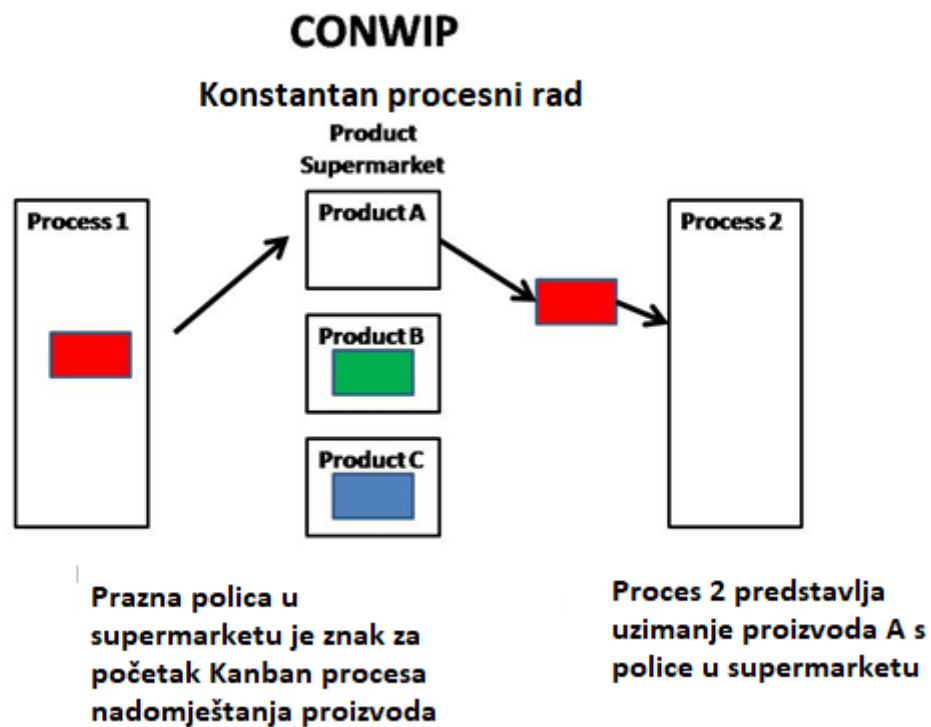 CONWIP
Konstantan procesni rad
Product
Supermarket
Process 1
Product A
Process 2
Product B
Product C
Prazna polica u
supermarketu je znak za
početak Kanban procesa
nadomještanja proizvoda
Proces 2 predstavlja
uzimanje proizvoda A s
police u supermarketu